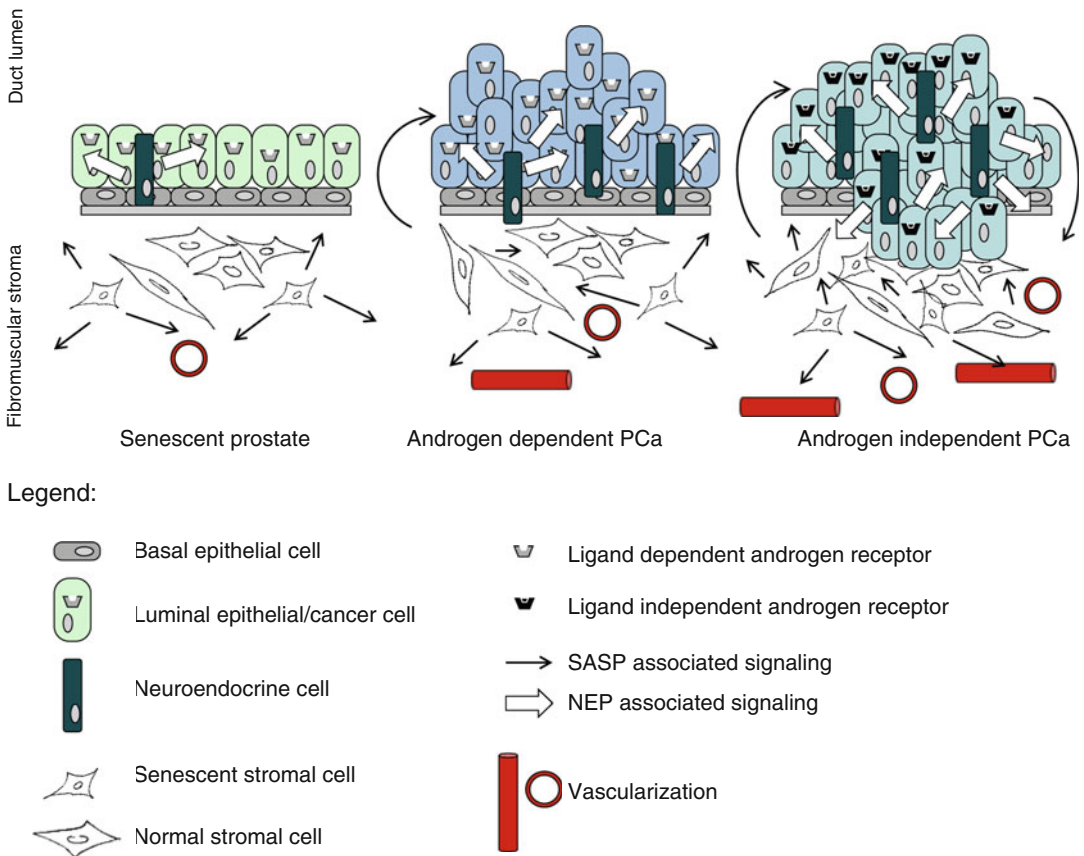 Duct lumen
Fibromuscular stroma
Senescent prostate
Androgen dependent PCa
Androgen independent PCa
Legend:
Basal epithelial cell
Luminal epithelial/cancer cell
Neuroendocrine cell
Senescent stromal cell
Normal stromal cell
Ligand dependent androgen receptor
Ligand independent androgen receptor
SASP associated signaling
NEP associated signaling
Vascularization